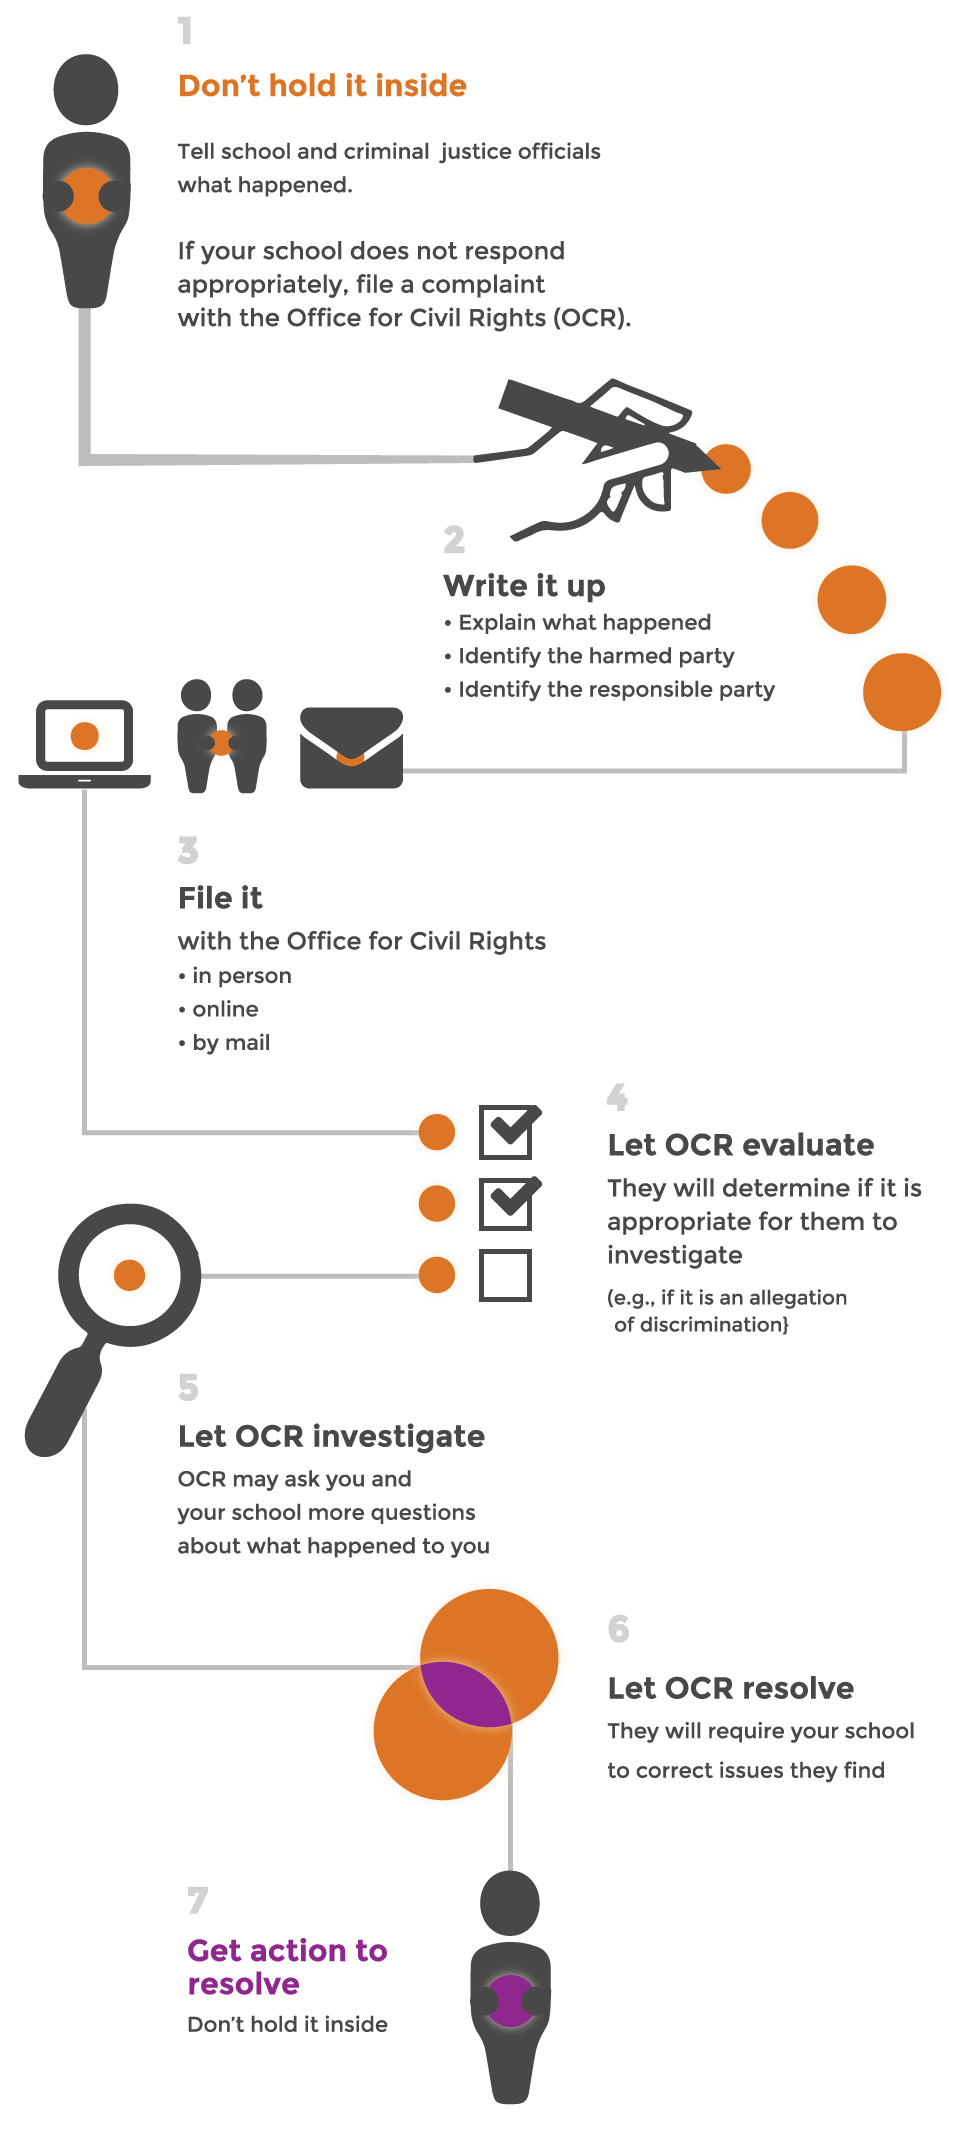 1
Don't hold it inside
Tell school and criminal justice officials
what happened.
If your school does not respond
appropriately, file a complaint
with the Office for Civil Rights (OCR).
2
Write it up
• Explain what happened
• Identify the harmed party
• Identify the responsible party
3
File it
with the Office for Civil Rights
• in person
• online
• by mail
4
Let OCR evaluate
They will determine if it is
appropriate for them to
investigate
(e.g., if it is an allegation
of discrimination}
5
Let OCR investigate
OCR may ask you and
your school more questions
about what happened to you
6
Let OCR resolve
They will require your school
to correct issues they find
7
Get action to
resolve
Don't hold it inside